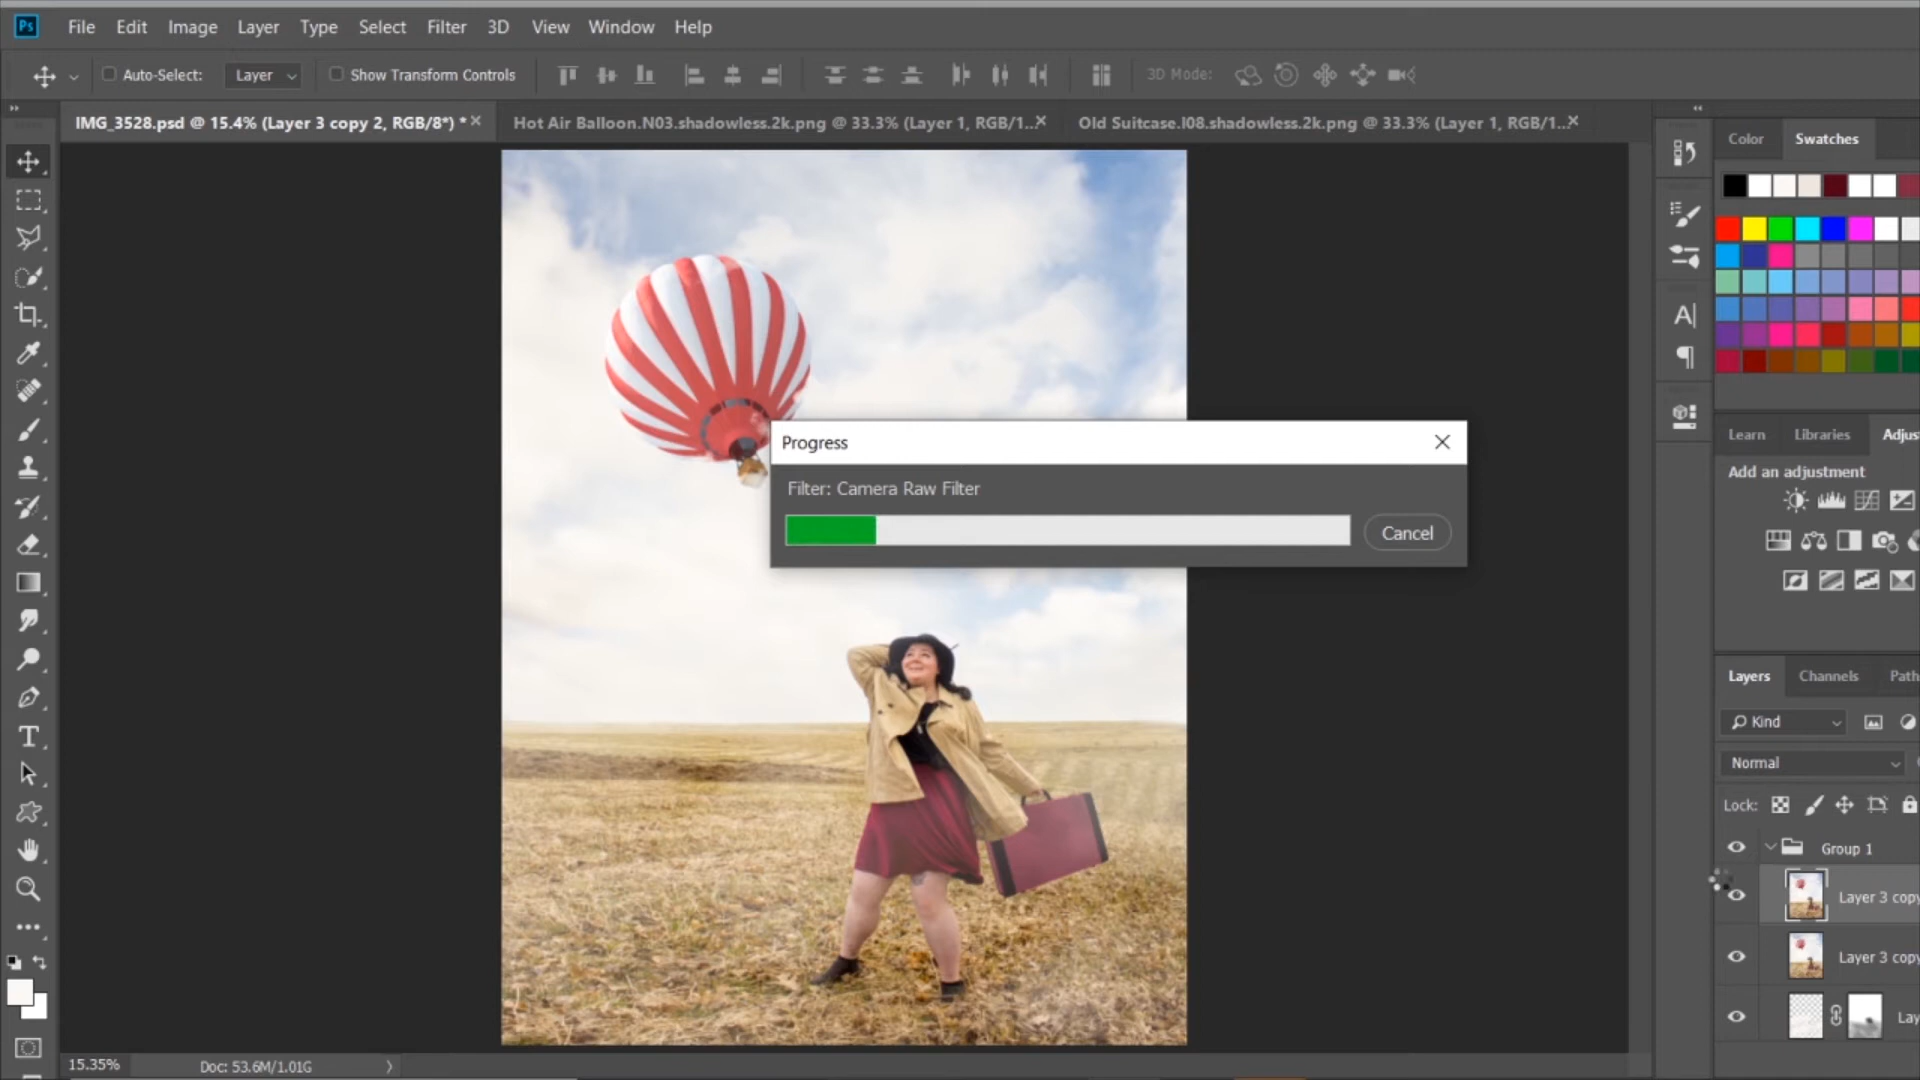 Ps File Edit Image Layer Type Select Filter 3D View Window Help
Auto-Select: Layer Show Transform Controls 3D Mode:
IMG_3528.psd @ 15.4% (Layer 3 copy 2, RGB/8*) * Hot Air Balloon.N03.shadowless.2k.png @ 33.3% (Layer 1, RGB/1... Old Suitcase.I08.shadowless.2k.png @ 33.3% (Layer 1, RGB/1...
Color Swatches
Progress
Filter: Camera Raw Filter
Cancel
Learn Libraries Adjus
Add an adjustment
Layers Channels Path
Kind
Normal
Lock:
Group 1
Layer 3 copy
Layer 3 copy
Lay
15.35% Doc: 53.6M/1.01G